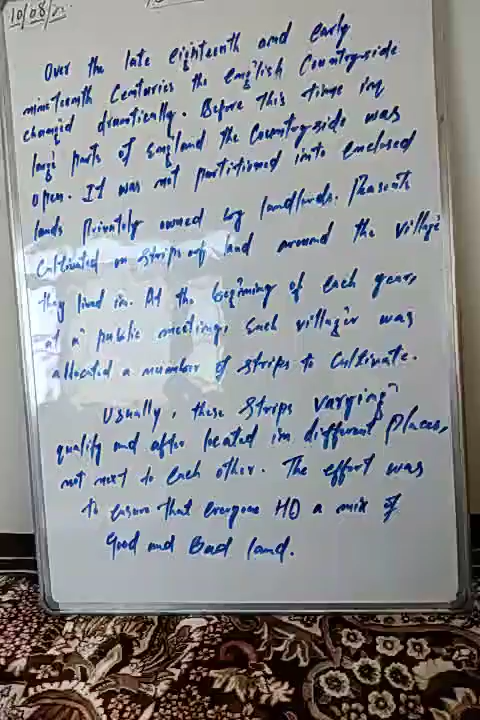 10/08/
Over the late eighteenth and early
nineteenth Centuries the english Countryside
changed dramatically. Before this time in
large parts of England the Countryside was
open. It was not partitioned into enclosed
lands Privately owned by landlords. Peasents
Cultivated on strips of land around the village
they lived in. At the beginning of each year,
at a public meeting, Each villager was
allocated a number of strips to Cultivate.
Usually, these strips varying
quality and often located in different places,
not next to Each other. The effort was
to ensure that everyone HD a mix of
Good and Bad land.